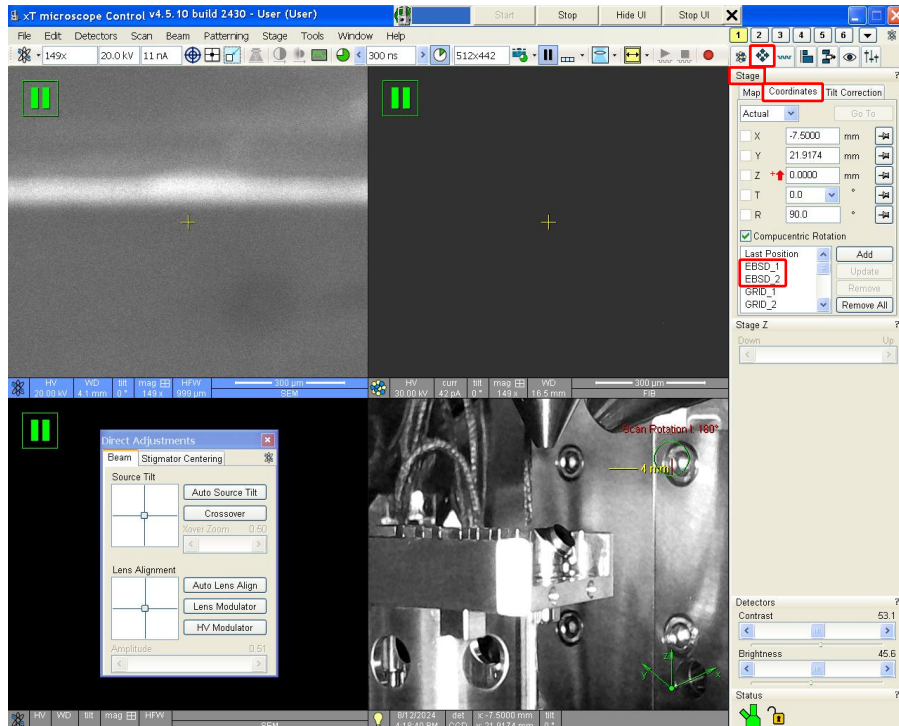 xT microscope Control v4.5.10 build 2430 - User (User)
Start Stop Hide UI Stop UI
File Edit Detectors Scan Beam Patterning Stage Tools Window Help
1 2 3 4 5 6
149x 20.0 kV 11 nA 300 ns 512x442
Stage ?
Map Coordinates Tilt Correction
Actual Go To
X -7.5000 mm
Y 21.9174 mm
Z 0.0000 mm
T 0.0 °
R 90.0 °
Compucentric Rotation
Last Position
EBSD_1
EBSD_2
GRID_1
GRID_2
Add
Update
Remove
Remove All
Stage Z ?
Down Up
HV WD tilt mag HFW 300 µm
20.00 kV 4.1 mm 0 ° 149 x 999 µm SEM
HV curr tilt mag WD 300 µm
30.00 kV 42 pA 0 ° 149 x 16.5 mm FIB
Direct Adjustments
Beam Stigmator Centering
Source Tilt
Auto Source Tilt
Crossover
Xover Zoom 0.50
Lens Alignment
Auto Lens Align
Lens Modulator
HV Modulator
Amplitude 0.51
Scan Rotation I: 180°
4 mm
Z
Y
X
Detectors ?
Contrast 53.1
Brightness 45.6
Status ?
HV WD tilt mag HFW
SEM
8/12/2024 det x: -7.5000 mm tilt
4:18:40 PM CCD y: 21.9174 mm 0 °